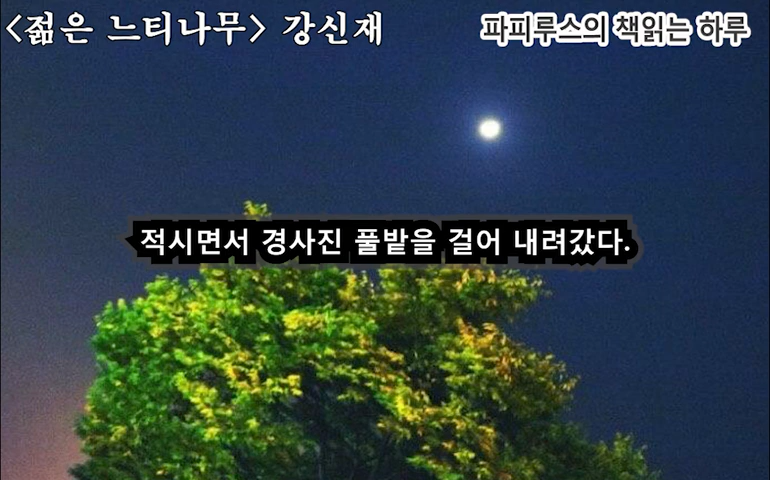 <젊은 느티나무> 강신재
파피루스의 책읽는 하루
적시면서 경사진 풀밭을 걸어 내려갔다.